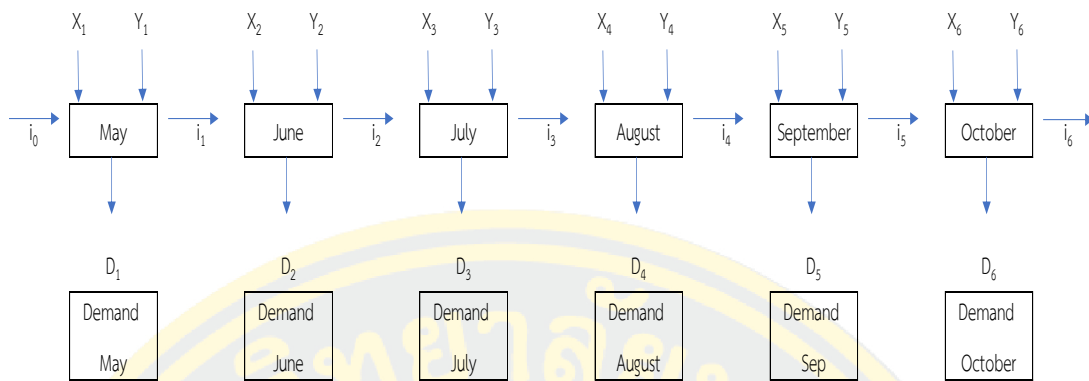 X1 Y1 X2 Y2 X3 Y3 X4 Y4 X5 Y5 X6 Y6
i0 May i1 June i2 July i3 August i4 September i5 October i6
D1 D2 D3 D4 D5 D6
Demand Demand Demand Demand Demand Demand
May June July August Sep October